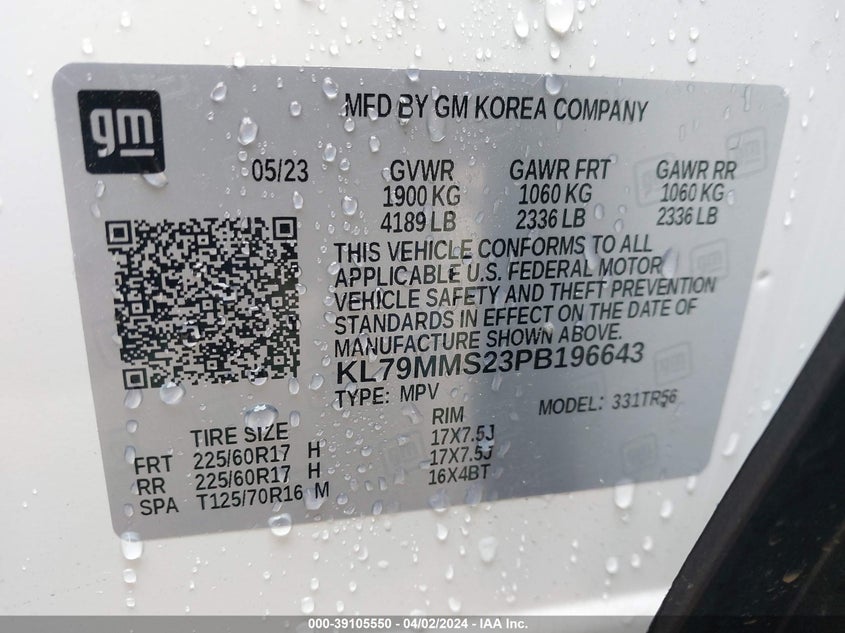 gm
MFD BY GM KOREA COMPANY
05/23 GVWR GAWR FRT GAWR RR
1900 KG 1060 KG 1060 KG
4189 LB 2336 LB 2336 LB
THIS VEHICLE CONFORMS TO ALL
APPLICABLE U.S. FEDERAL MOTOR
VEHICLE SAFETY AND THEFT PREVENTION
STANDARDS IN EFFECT ON THE DATE OF
MANUFACTURE SHOWN ABOVE.
KL79MMS23PB196643
TYPE: MPV MODEL: 331TR56
TIRE SIZE RIM
FRT 225/60R17 H 17X7.5J
RR 225/60R17 H 17X7.5J
SPA T125/70R16 M 16X4BT
000-39105550 - 04/02/2024 - IAA Inc.